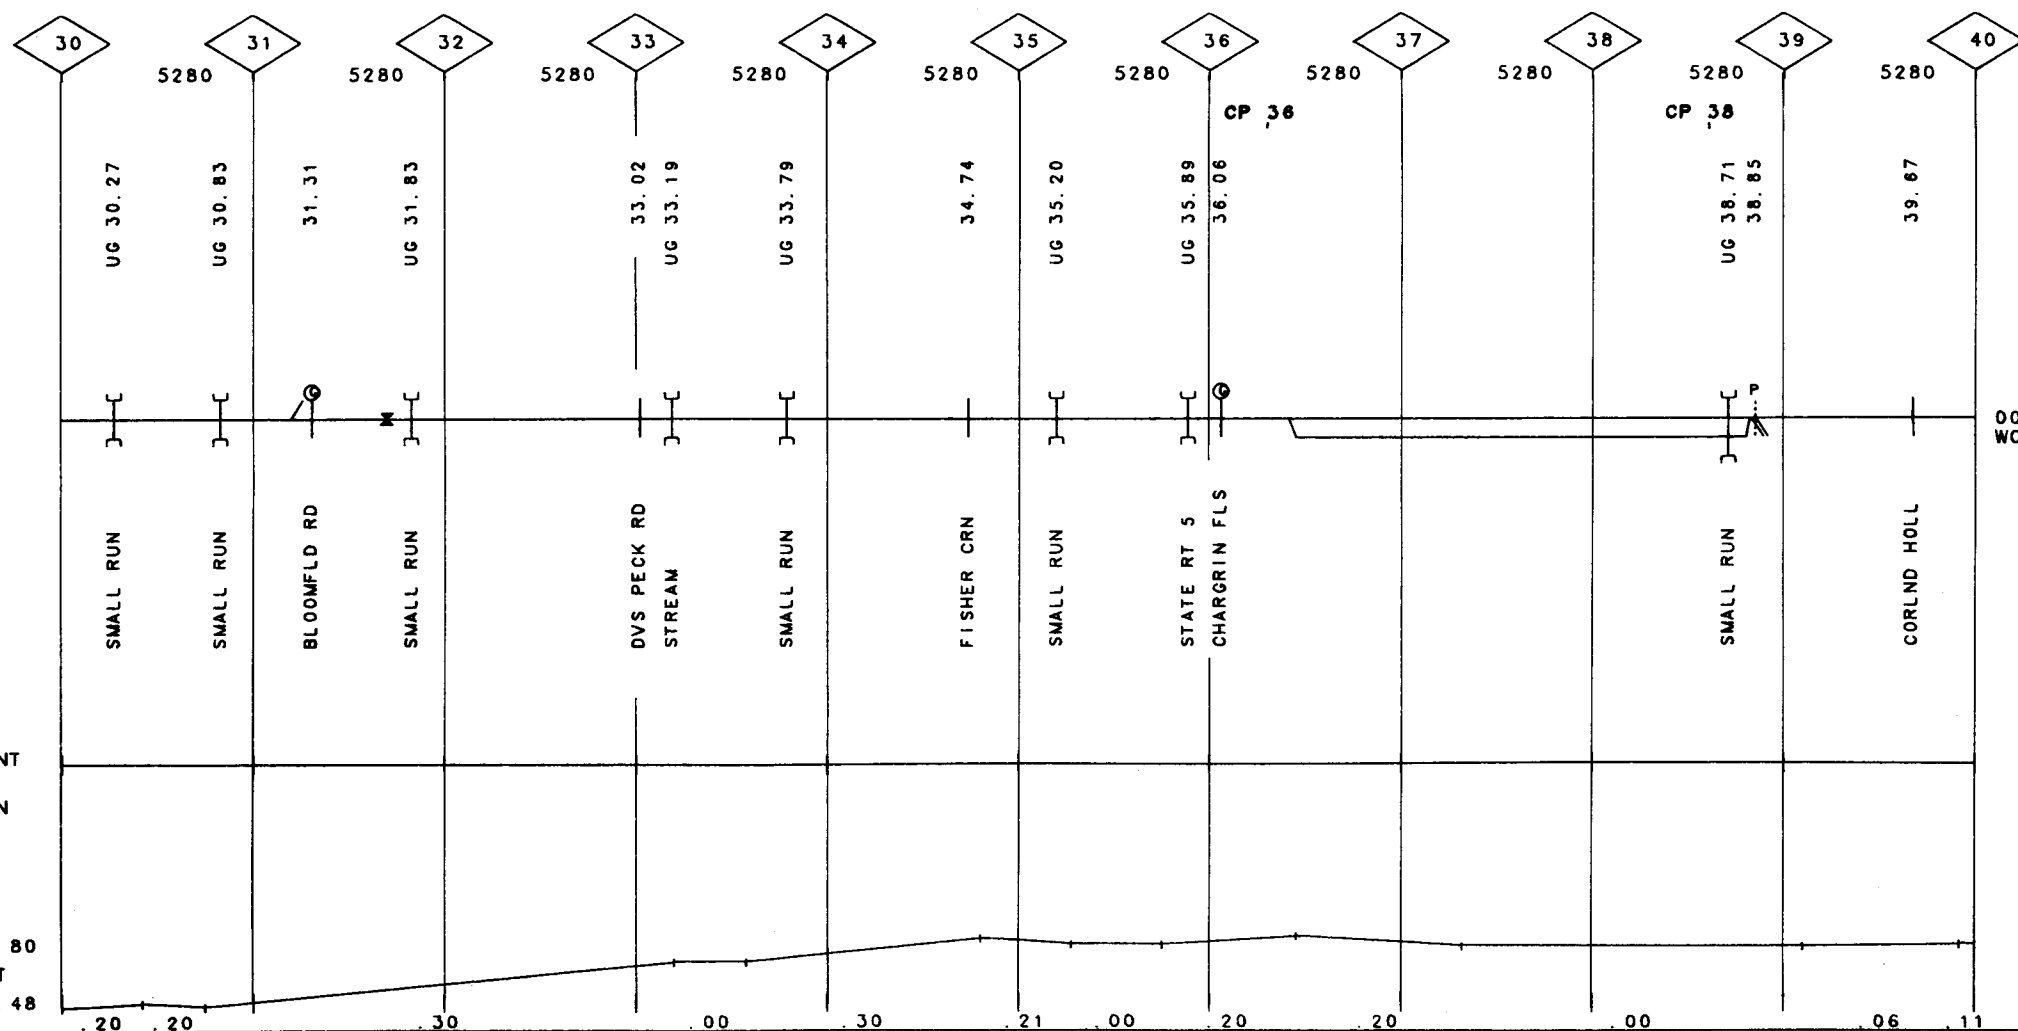 30 31 32 33 34 35 36 37 38 39 40
5280 5280 5280 5280 5280 5280 5280 5280 5280 5280
CP 36 CP 38
UG 30.27
UG 30.83
31.31
UG 31.83
33.02
UG 33.19
UG 33.79
34.74
UG 35.20
UG 35.89
36.06
UG 38.71
38.85
39.67
P
G
G
00
WO
SMALL RUN
SMALL RUN
BLOOMFLD RD
SMALL RUN
DVS PECK RD
STREAM
SMALL RUN
FISHER CRN
SMALL RUN
STATE RT 5
CHARGRIN FLS
SMALL RUN
CORLND HOLL
NT
N
80
T
48
.20 .20 .30 .00 .30 .21 .00 .20 .20 .00 .06 .11